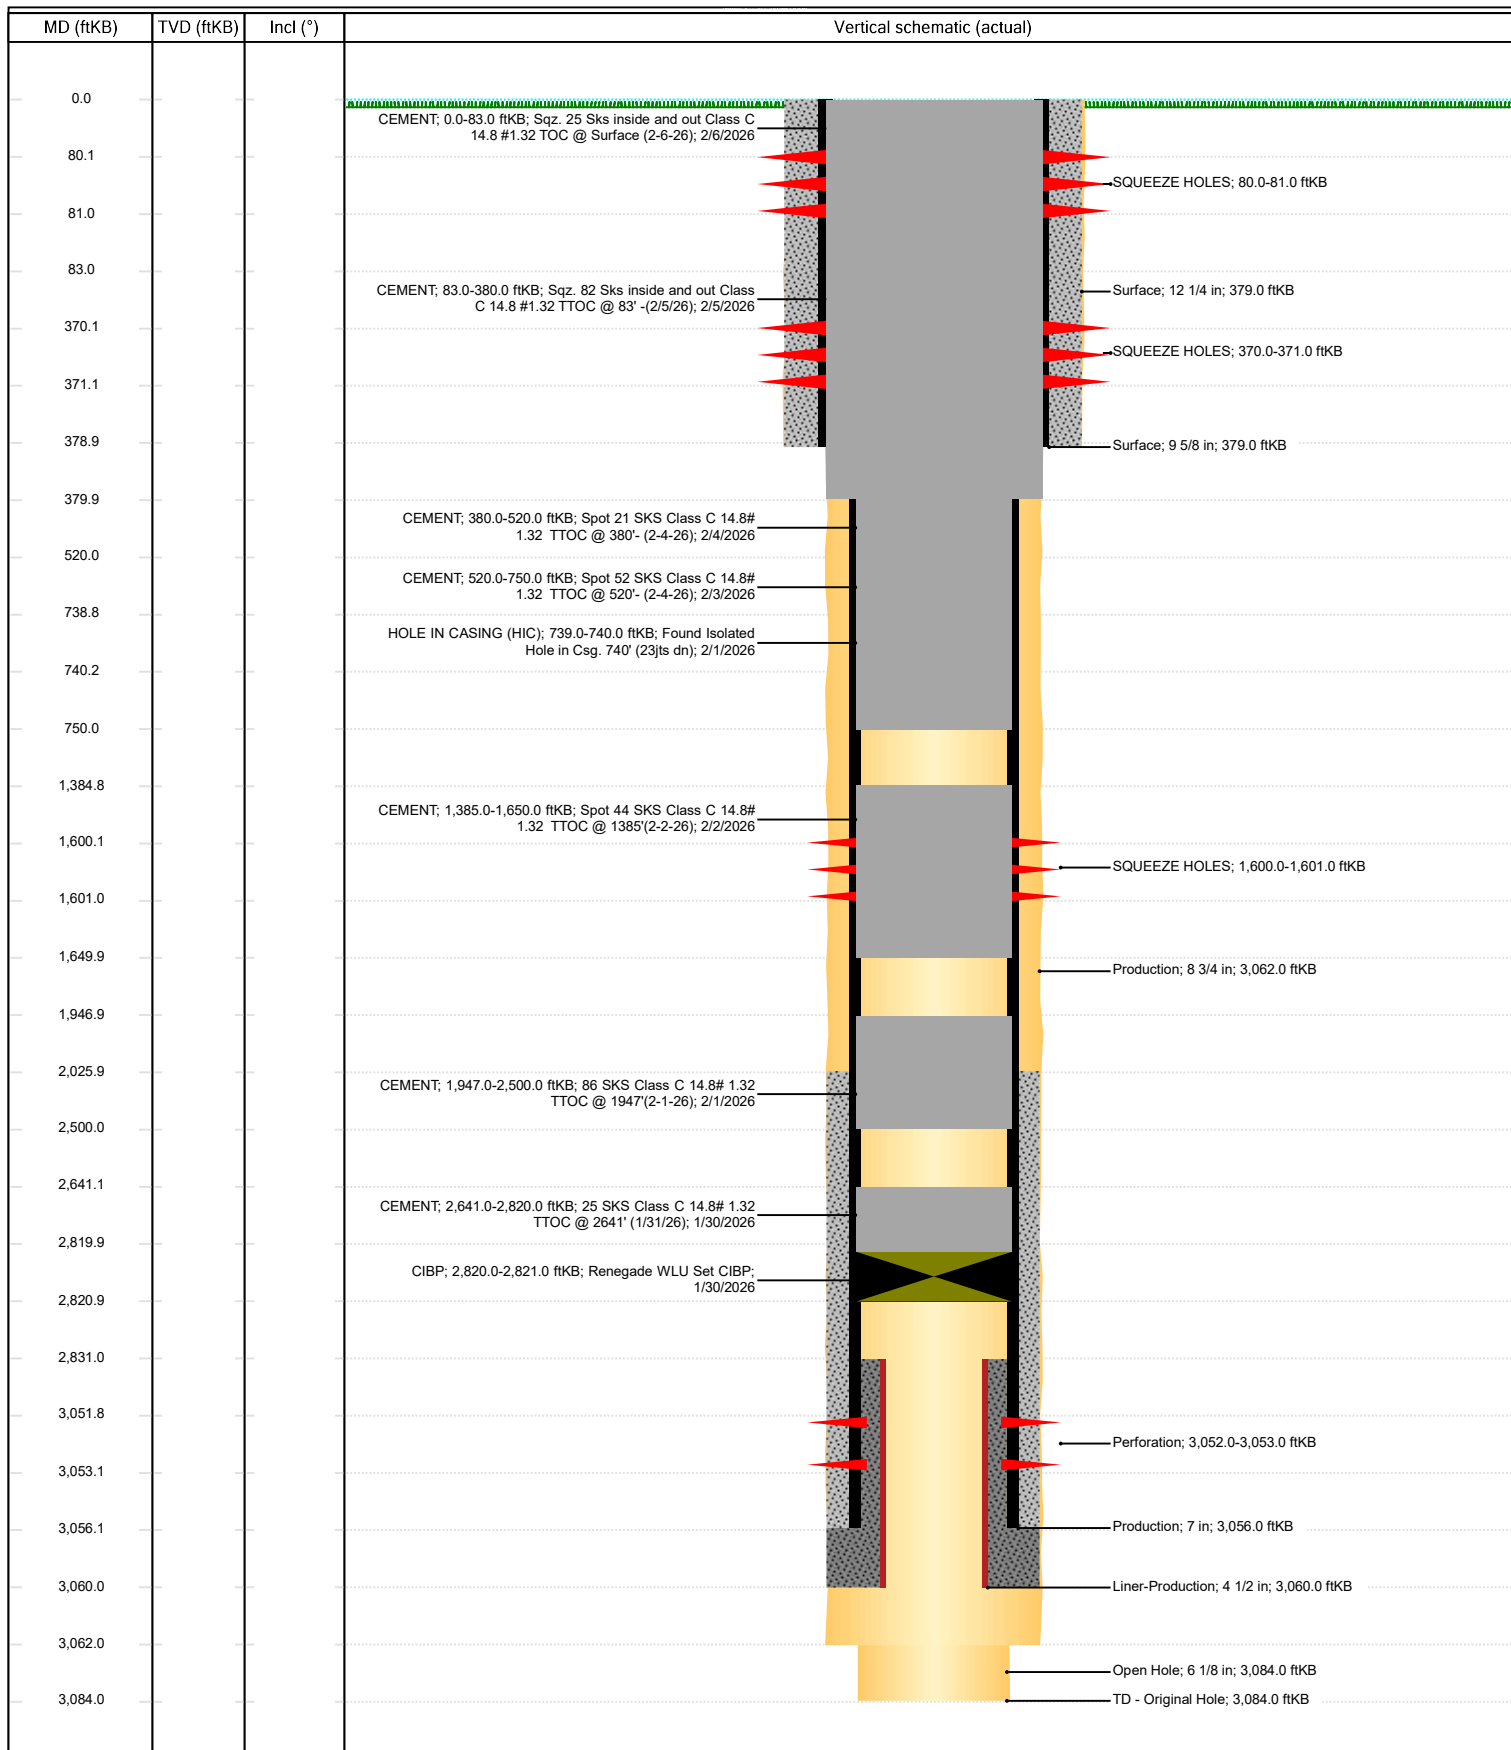 MD (ftKB) TVD (ftKB) Incl (°) Vertical schematic (actual)
0.0
CEMENT; 0.0-83.0 ftKB; Sqz. 25 Sks inside and out Class C
14.8 #1.32 TOC @ Surface (2-6-26); 2/6/2026
80.1
SQUEEZE HOLES; 80.0-81.0 ftKB
81.0
83.0
CEMENT; 83.0-380.0 ftKB; Sqz. 82 Sks inside and out Class
C 14.8 #1.32 TTOC @ 83' -(2/5/26); 2/5/2026
Surface; 12 1/4 in; 379.0 ftKB
370.1
SQUEEZE HOLES; 370.0-371.0 ftKB
371.1
378.9
Surface; 9 5/8 in; 379.0 ftKB
379.9
CEMENT; 380.0-520.0 ftKB; Spot 21 SKS Class C 14.8#
1.32 TTOC @ 380'- (2-4-26); 2/4/2026
520.0
CEMENT; 520.0-750.0 ftKB; Spot 52 SKS Class C 14.8#
1.32 TTOC @ 520'- (2-4-26); 2/3/2026
738.8
HOLE IN CASING (HIC); 739.0-740.0 ftKB; Found Isolated
Hole in Csg. 740' (23jts dn); 2/1/2026
740.2
750.0
1,384.8
CEMENT; 1,385.0-1,650.0 ftKB; Spot 44 SKS Class C 14.8#
1.32 TTOC @ 1385'(2-2-26); 2/2/2026
1,600.1
SQUEEZE HOLES; 1,600.0-1,601.0 ftKB
1,601.0
1,649.9
Production; 8 3/4 in; 3,062.0 ftKB
1,946.9
2,025.9
CEMENT; 1,947.0-2,500.0 ftKB; 86 SKS Class C 14.8# 1.32
TTOC @ 1947'(2-1-26); 2/1/2026
2,500.0
2,641.1
CEMENT; 2,641.0-2,820.0 ftKB; 25 SKS Class C 14.8# 1.32
TTOC @ 2641' (1/31/26); 1/30/2026
2,819.9
CIBP; 2,820.0-2,821.0 ftKB; Renegade WLU Set CIBP;
1/30/2026
2,820.9
2,831.0
3,051.8
Perforation; 3,052.0-3,053.0 ftKB
3,053.1
3,056.1
Production; 7 in; 3,056.0 ftKB
3,060.0
Liner-Production; 4 1/2 in; 3,060.0 ftKB
3,062.0
Open Hole; 6 1/8 in; 3,084.0 ftKB
3,084.0
TD - Original Hole; 3,084.0 ftKB